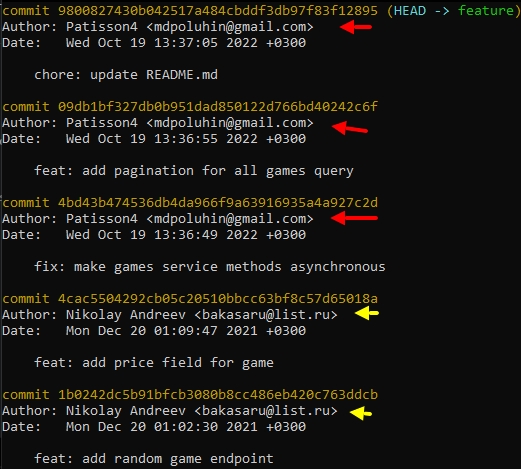 commit 9800827430b042517a484cbddf3db97f83f12895 (HEAD -> feature)
Author: Patisson4 <mdpoluhin@gmail.com>
Date:   Wed Oct 19 13:37:05 2022 +0300
chore: update README.md
commit 09db1bf327db0b951dad850122d766bd40242c6f
Author: Patisson4 <mdpoluhin@gmail.com>
Date:   Wed Oct 19 13:36:55 2022 +0300
feat: add pagination for all games query
commit 4bd43b474536db4da966f9a63916935a4a927c2d
Author: Patisson4 <mdpoluhin@gmail.com>
Date:   Wed Oct 19 13:36:49 2022 +0300
fix: make games service methods asynchronous
commit 4cac5504292cb05c20510bbcc63bf8c57d65018a
Author: Nikolay Andreev <bakasaru@list.ru>
Date:   Mon Dec 20 01:09:47 2021 +0300
feat: add price field for game
commit 1b0242dc5b91bfcb3080b8cc486eb420c763ddcb
Author: Nikolay Andreev <bakasaru@list.ru>
Date:   Mon Dec 20 01:02:30 2021 +0300
feat: add random game endpoint